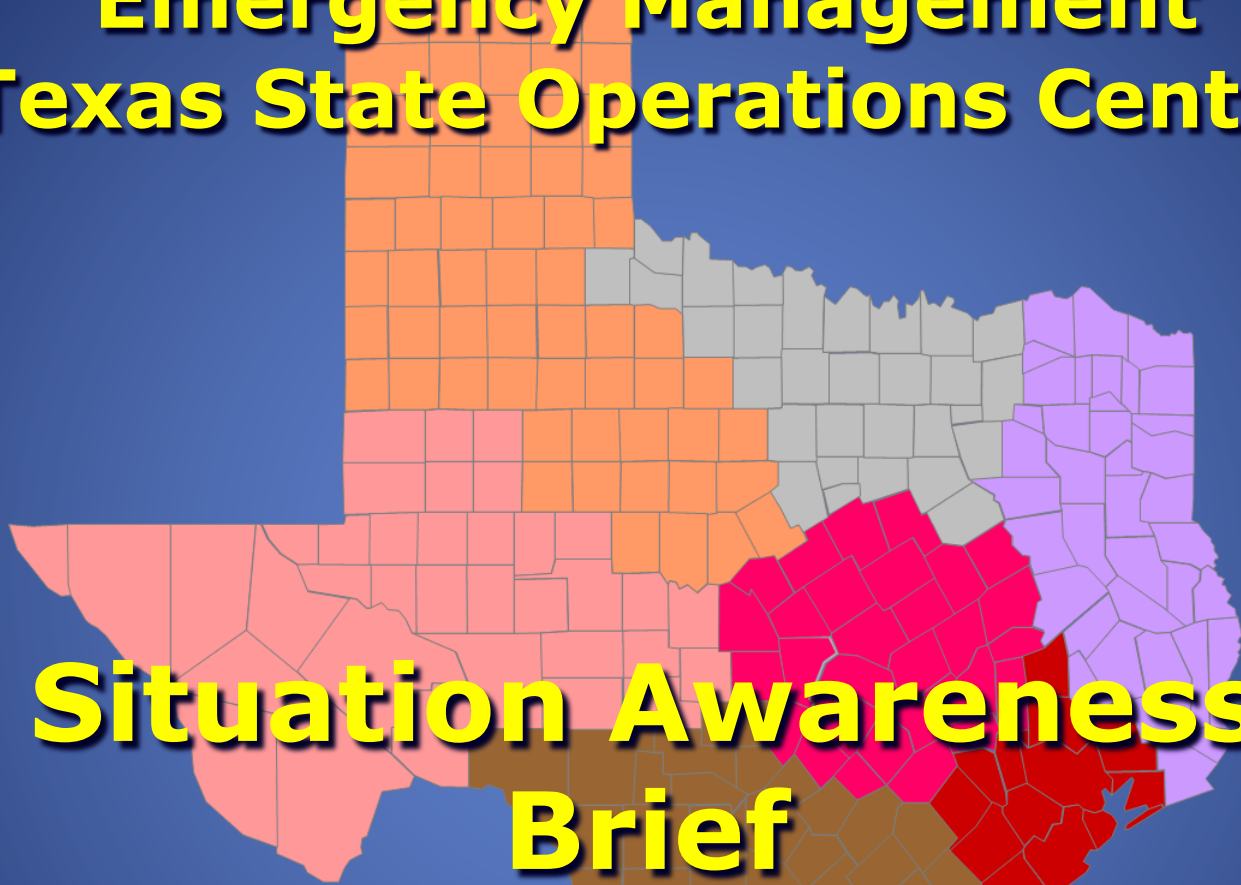 Emergency Management
Texas State Operations Cent
Situation Awareness
Brief